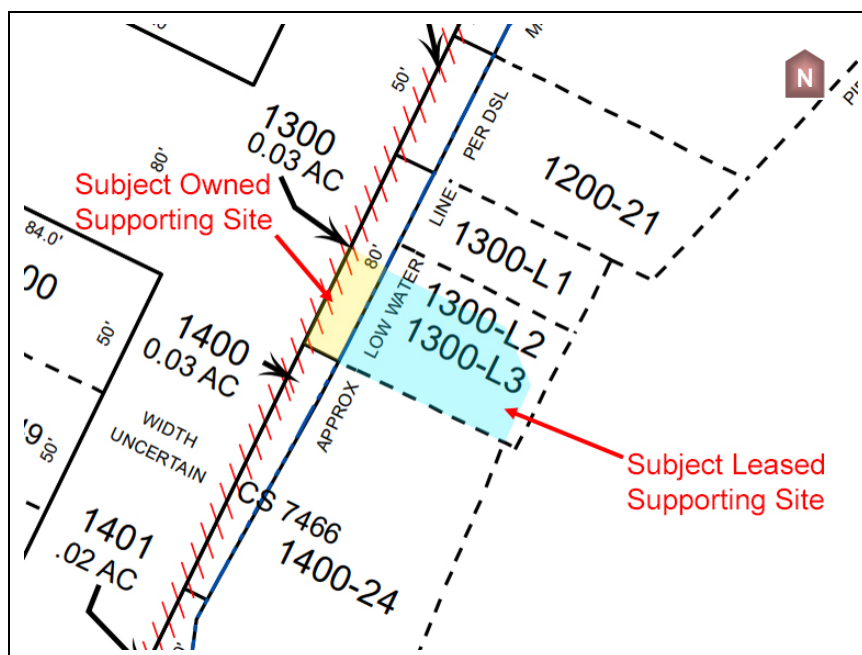 50'
M
PER DSL
N
PI
1300
0.03 AC
80'
Subject Owned
Supporting Site
1200-21
LINE
1300-L1
84.0'
80'
00
LOW WATER
1300-L2
1300-L3
50'
1400
0.03 AC
APPROX
WIDTH
UNCERTAIN
49
50'
Subject Leased
Supporting Site
CS 7466
1400-24
1401
.02 AC